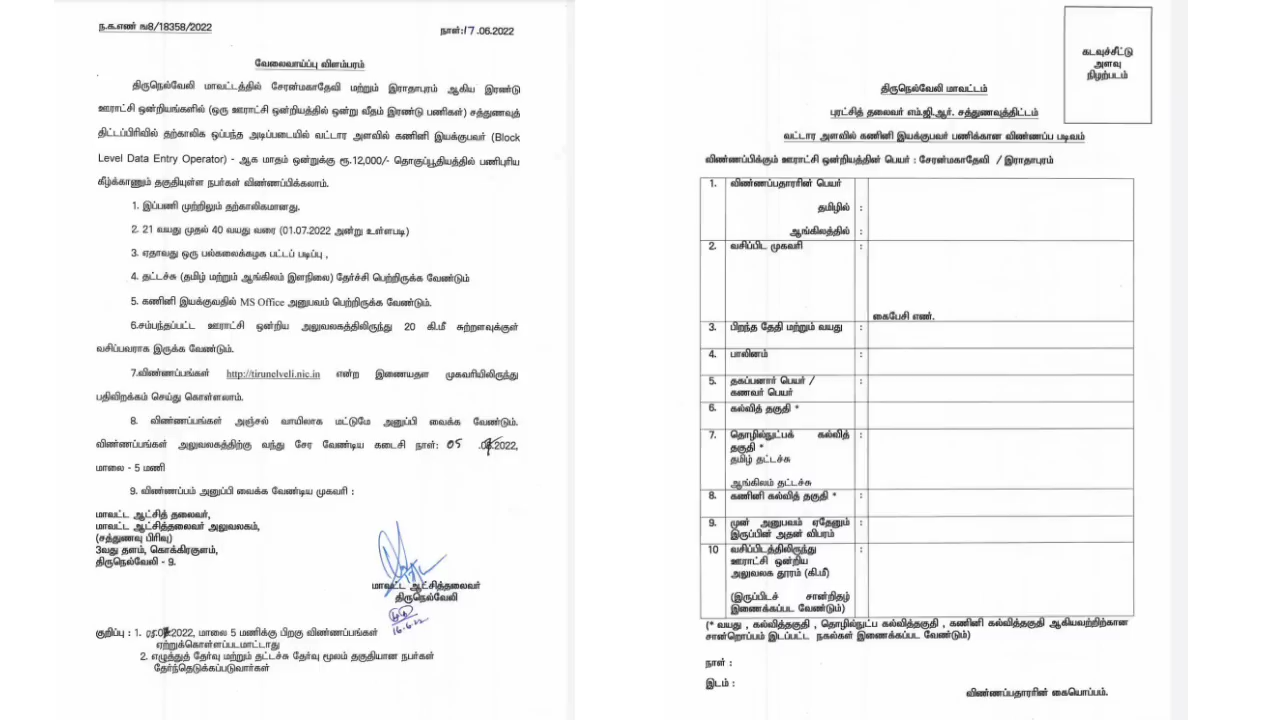 ந.க.எண் ங8/18358/2022
நாள்:17.06.2022
வேலைவாய்ப்பு விளம்பரம்
திருநெல்வேலி மாவட்டத்தில் சேரன்மகாதேவி மற்றும் இராதாபுரம் ஆகிய இரண்டு
ஊராட்சி ஒன்றியங்களில் (ஒரு ஊராட்சி ஒன்றியத்தில் ஒன்று வீதம் இரண்டு பணிகள்) சத்துணவுத்
திட்டப்பிரிவில் தற்காலிக ஒப்பந்த அடிப்படையில் வட்டார அளவில் கணினி இயக்குபவர் (Block
Level Data Entry Operator) - ஆக மாதம் ஒன்றுக்கு ரூ.12,000/- தொகுப்பூதியத்தில் பணிபுரிய
கீழ்க்காணும் தகுதியுள்ள நபர்கள் விண்ணப்பிக்கலாம்.
1. இப்பணி முற்றிலும் தற்காலிகமானது.
2. 21 வயது முதல் 40 வயது வரை (01.07.2022 அன்று உள்ளபடி)
3. ஏதாவது ஒரு பல்கலைக்கழக பட்டப் படிப்பு ,
4. தட்டச்சு (தமிழ் மற்றும் ஆங்கிலம் இளநிலை) தேர்ச்சி பெற்றிருக்க வேண்டும்
5. கணினி இயக்குவதில் MS Office அனுபவம் பெற்றிருக்க வேண்டும்.
6.சம்பந்தப்பட்ட ஊராட்சி ஒன்றிய அலுவலகத்திலிருந்து 20 கி.மீ சுற்றளவுக்குள்
வசிப்பவராக இருக்க வேண்டும்.
7.விண்ணப்பங்கள் http://tirunelveli.nic.in என்ற இணையதள முகவரியிலிருந்து
பதிவிறக்கம் செய்து கொள்ளலாம்.
8. விண்ணப்பங்கள் அஞ்சல் வாயிலாக மட்டுமே அனுப்பி வைக்க வேண்டும்.
விண்ணப்பங்கள் அலுவலகத்திற்கு வந்து சேர வேண்டிய கடைசி நாள்: 05 .07.2022,
மாலை - 5 மணி
9. விண்ணப்பம் அனுப்பி வைக்க வேண்டிய முகவரி :
மாவட்ட ஆட்சித் தலைவர்,
மாவட்ட ஆட்சித்தலைவர் அலுவலகம்,
(சத்துணவு பிரிவு)
3வது தளம், கொக்கிரகுளம்,
திருநெல்வேலி - 9.
மாவட்ட ஆட்சித்தலைவர்
திருநெல்வேலி
16.6.22
குறிப்பு : 1. 05.07.2022, மாலை 5 மணிக்கு பிறகு விண்ணப்பங்கள்
ஏற்றுக்கொள்ளப்படமாட்டாது
2. எழுத்துத் தேர்வு மற்றும் தட்டச்சு தேர்வு மூலம் தகுதியான நபர்கள்
தேர்ந்தெடுக்கப்படுவார்கள்
கடவுச்சீட்டு
அளவு
நிழற்படம்
திருநெல்வேலி மாவட்டம்
புரட்சித் தலைவர் எம்.ஜி.ஆர். சத்துணவுத்திட்டம்
வட்டார அளவில் கணினி இயக்குபவர் பணிக்கான விண்ணப்ப படிவம்
விண்ணப்பிக்கும் ஊராட்சி ஒன்றியத்தின் பெயர் : சேரன்மகாதேவி / இராதாபுரம்
1. விண்ணப்பதாரரின் பெயர்
தமிழில் :
ஆங்கிலத்தில் :
2. வசிப்பிட முகவரி :
கைபேசி எண்.
3. பிறந்த தேதி மற்றும் வயது :
4. பாலினம் :
5. தகப்பனார் பெயர் / :
கணவர் பெயர்
6. கல்வித் தகுதி * :
7. தொழில்நுட்பக் கல்வித் :
தகுதி *
தமிழ் தட்டச்சு
ஆங்கிலம் தட்டச்சு
8. கணினி கல்வித் தகுதி * :
9. முன் அனுபவம் ஏதேனும் :
இருப்பின் அதன் விபரம்
10 வசிப்பிடத்திலிருந்து :
ஊராட்சி ஒன்றிய
அலுவலக தூரம் (கி.மீ)
(இருப்பிடச் சான்றிதழ்
இணைக்கப்பட வேண்டும்)
(* வயது , கல்வித்தகுதி , தொழில்நுட்ப கல்வித்தகுதி , கணினி கல்வித்தகுதி ஆகியவற்றிற்கான
சான்றொப்பம் இடப்பட்ட நகல்கள் இணைக்கப்பட வேண்டும்)
நாள் :
இடம் :
விண்ணப்பதாரரின் கையொப்பம்.